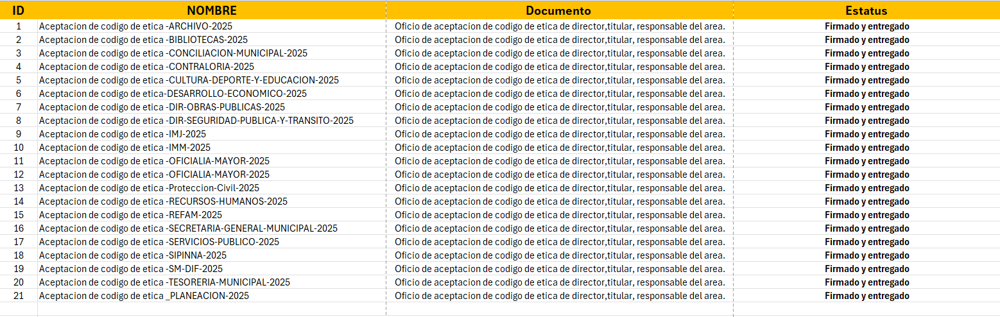 ID NOMBRE Documento Estatus
1 Aceptacion de codigo de etica -ARCHIVO-2025 Oficio de aceptacion de codigo de etica de director,titular, responsable del area. Firmado y entregado
2 Aceptacion de codigo de etica -BIBLIOTECAS-2025 Oficio de aceptacion de codigo de etica de director,titular, responsable del area. Firmado y entregado
3 Aceptacion de codigo de etica -CONCILIACION-MUNICIPAL-2025 Oficio de aceptacion de codigo de etica de director,titular, responsable del area. Firmado y entregado
4 Aceptacion de codigo de etica -CONTRALORIA-2025 Oficio de aceptacion de codigo de etica de director,titular, responsable del area. Firmado y entregado
5 Aceptacion de codigo de etica -CULTURA-DEPORTE-Y-EDUCACION-2025 Oficio de aceptacion de codigo de etica de director,titular, responsable del area. Firmado y entregado
6 Aceptacion de codigo de etica-DESARROLLO-ECONOMICO-2025 Oficio de aceptacion de codigo de etica de director,titular, responsable del area. Firmado y entregado
7 Aceptacion de codigo de etica -DIR-OBRAS-PUBLICAS-2025 Oficio de aceptacion de codigo de etica de director,titular, responsable del area. Firmado y entregado
8 Aceptacion de codigo de etica -DIR-SEGURIDAD-PUBLICA-Y-TRANSITO-2025 Oficio de aceptacion de codigo de etica de director,titular, responsable del area. Firmado y entregado
9 Aceptacion de codigo de etica -IMJ-2025 Oficio de aceptacion de codigo de etica de director,titular, responsable del area. Firmado y entregado
10 Aceptacion de codigo de etica -IMM-2025 Oficio de aceptacion de codigo de etica de director,titular, responsable del area. Firmado y entregado
11 Aceptacion de codigo de etica -OFICIALIA-MAYOR-2025 Oficio de aceptacion de codigo de etica de director,titular, responsable del area. Firmado y entregado
12 Aceptacion de codigo de etica -OFICIALIA-MAYOR-2025 Oficio de aceptacion de codigo de etica de director,titular, responsable del area. Firmado y entregado
13 Aceptacion de codigo de etica -Proteccion-Civil-2025 Oficio de aceptacion de codigo de etica de director,titular, responsable del area. Firmado y entregado
14 Aceptacion de codigo de etica -RECURSOS-HUMANOS-2025 Oficio de aceptacion de codigo de etica de director,titular, responsable del area. Firmado y entregado
15 Aceptacion de codigo de etica -REFAM-2025 Oficio de aceptacion de codigo de etica de director,titular, responsable del area. Firmado y entregado
16 Aceptacion de codigo de etica -SECRETARIA-GENERAL-MUNICIPAL-2025 Oficio de aceptacion de codigo de etica de director,titular, responsable del area. Firmado y entregado
17 Aceptacion de codigo de etica -SERVICIOS-PUBLICO-2025 Oficio de aceptacion de codigo de etica de director,titular, responsable del area. Firmado y entregado
18 Aceptacion de codigo de etica -SIPINNA-2025 Oficio de aceptacion de codigo de etica de director,titular, responsable del area. Firmado y entregado
19 Aceptacion de codigo de etica -SM-DIF-2025 Oficio de aceptacion de codigo de etica de director,titular, responsable del area. Firmado y entregado
20 Aceptacion de codigo de etica -TESORERIA-MUNICIPAL-2025 Oficio de aceptacion de codigo de etica de director,titular, responsable del area. Firmado y entregado
21 Aceptacion de codigo de etica _PLANEACION-2025 Oficio de aceptacion de codigo de etica de director,titular, responsable del area. Firmado y entregado